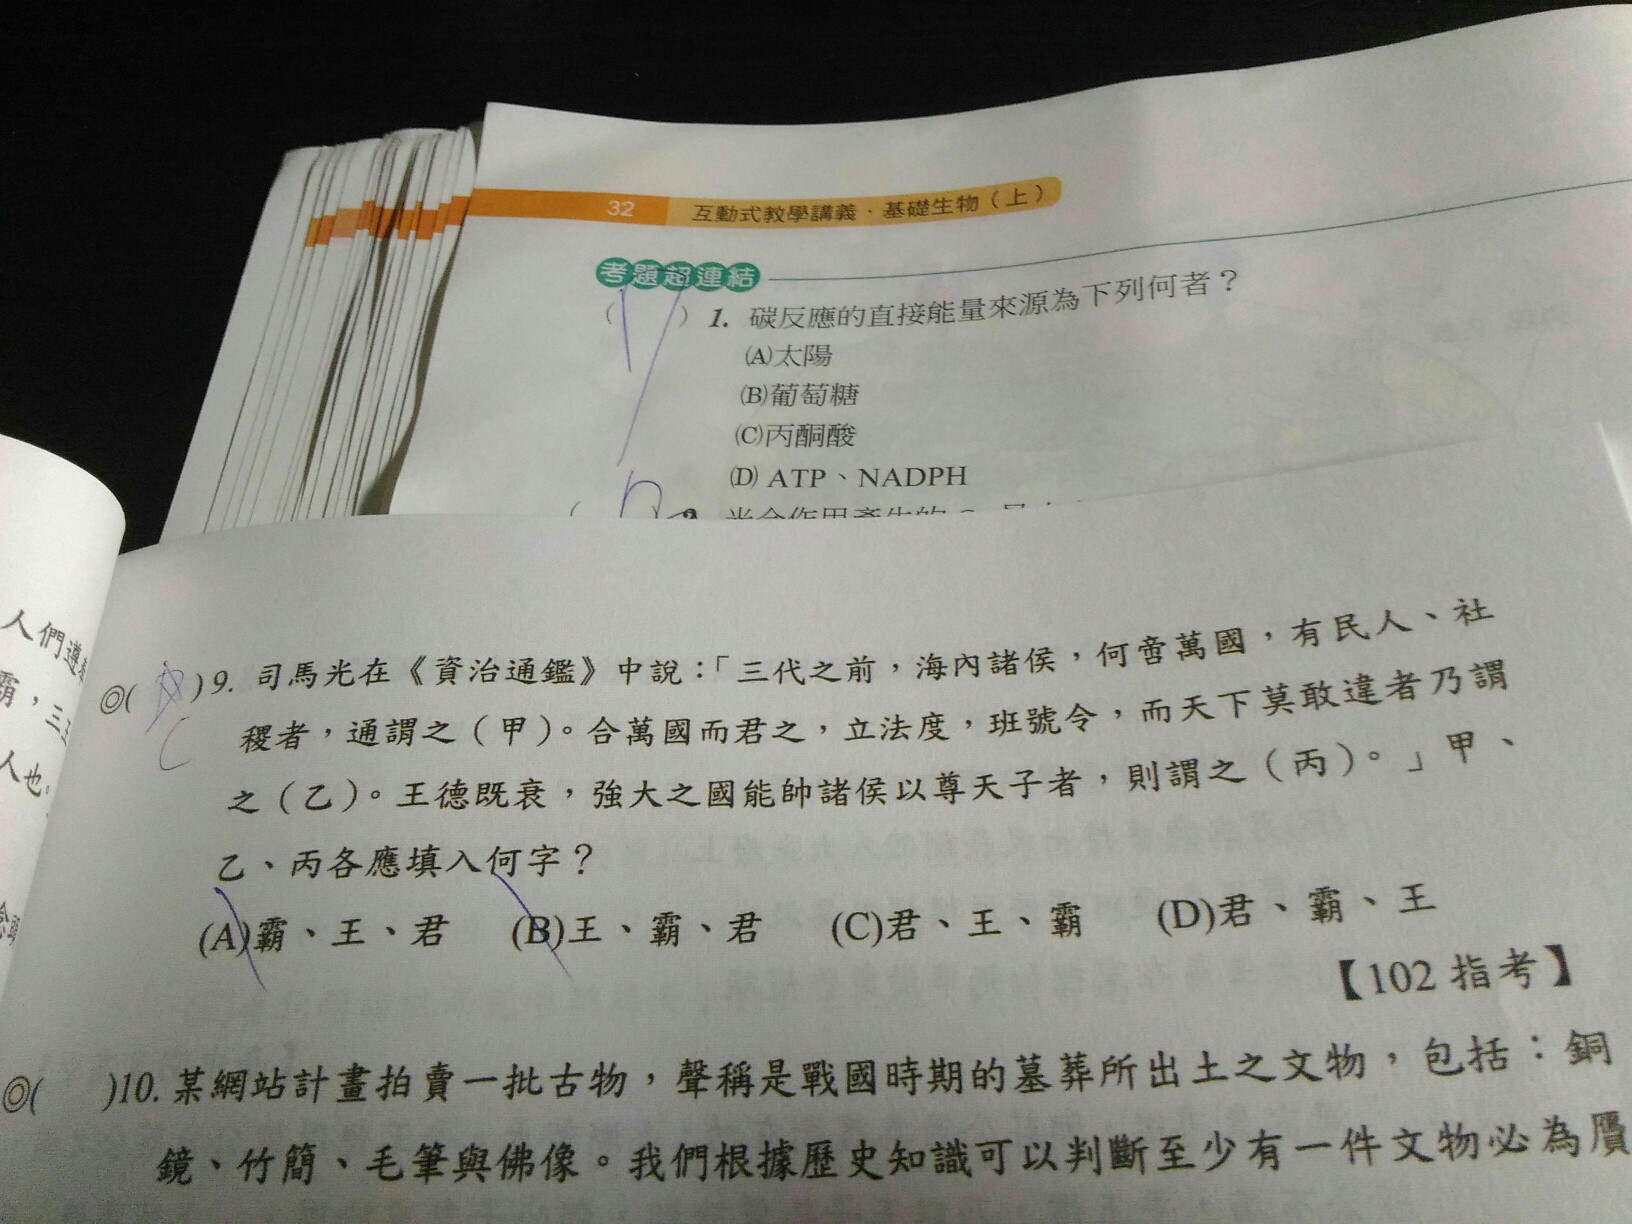 32 互動式教學講義·基礎生物(上)
考題超連結
( ) 1. 碳反應的直接能量來源為下列何者?
(A)太陽
(B)葡萄糖
(C)丙酮酸
(D) ATP、NADPH
人們遵
霸,三
人也。
◎( )9. 司馬光在《資治通鑑》中說:「三代之前,海內諸侯,何啻萬國,有民人、社
C
稷者,通謂之(甲)。合萬國而君之,立法度,班號令,而天下莫敢違者乃謂
之(乙)。王德既衰,強大之國能帥諸侯以尊天子者,則謂之(丙)。」甲、
乙、丙各應填入何字?
(A)霸、王、君 (B)王、霸、君 (C)君、王、霸 (D)君、霸、王
【102 指考】
◎( )10. 某網站計畫拍賣一批古物,聲稱是戰國時期的墓葬所出土之文物,包括:銅
鏡、竹簡、毛筆與佛像。我們根據歷史知識可以判斷至少有一件文物必為贗